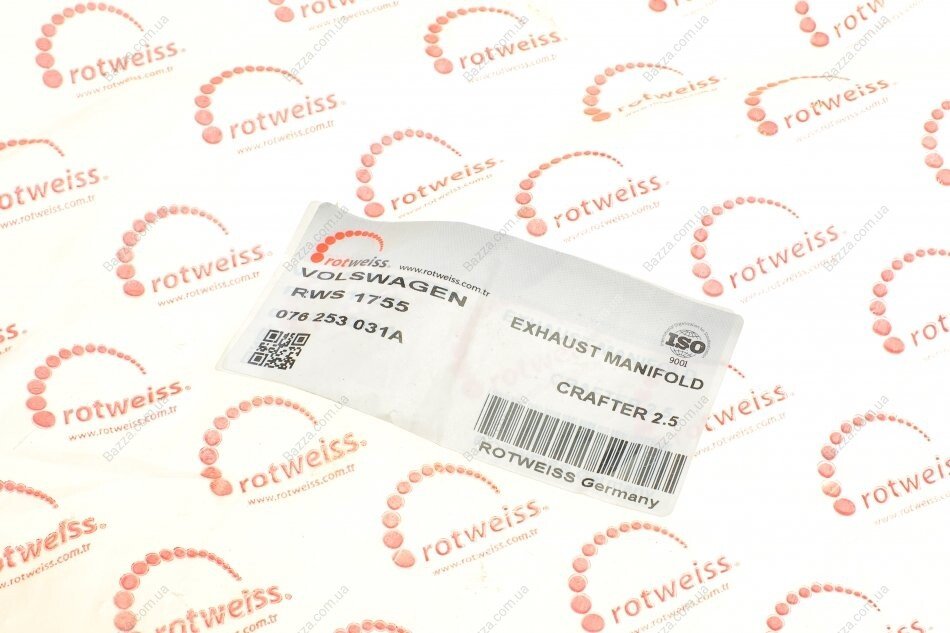 rotweiss®
www.rotweiss.com.tr
VOLSWAGEN
RWS 1755
076 253 031A
EXHAUST MANIFOLD
CRAFTER 2.5
ISO
9001
ROTWEISS Germany
rotweiss®
www.rotweiss.com.tr
Bazza.com.ua